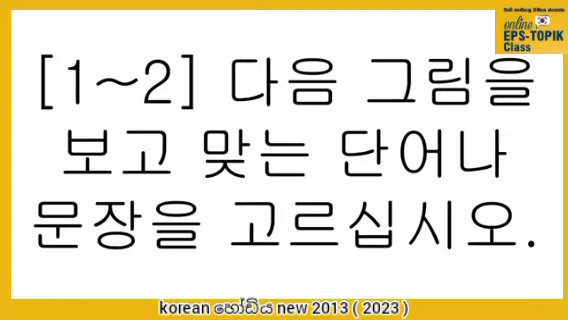 online
EPS-TOPIK
Class
[1~2] 다음 그림을
보고 맞는 단어나
문장을 고르십시오.
korean හෝඩිය new 2013 ( 2023 )